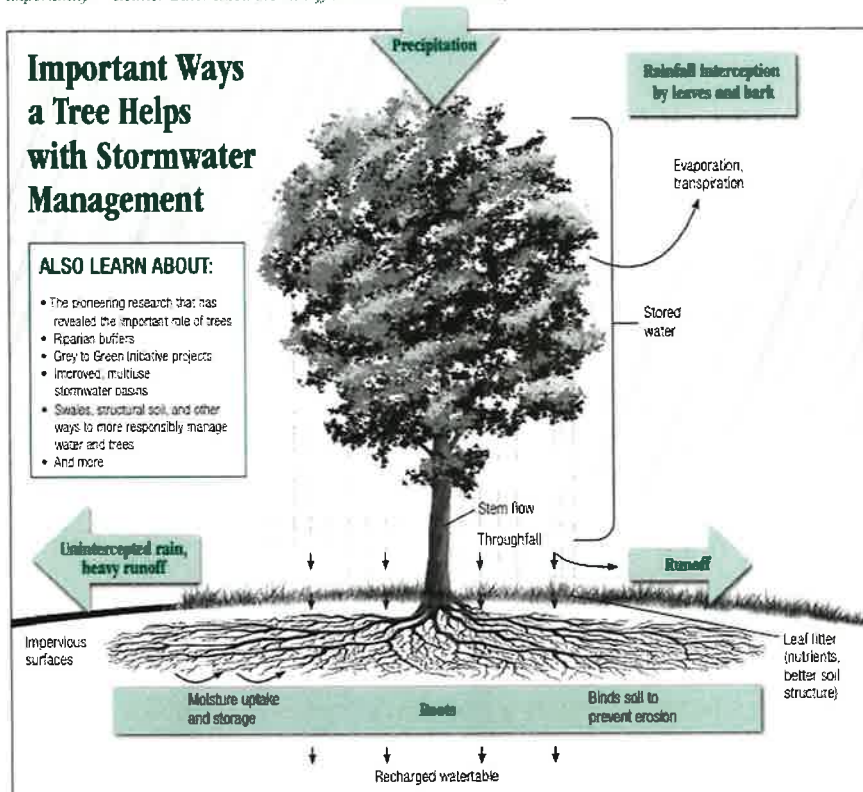 Precipitation
Important Ways
a Tree Helps
with Stormwater
Management
Rainfall interception
by leaves and bark
Evaporation,
transpiration
ALSO LEARN ABOUT:
• The pioneering research that has
revealed the important role of trees
• Riparian buffers
• Grey to Green Initiative projects
• Improved, multiuse
stormwater basins
• Swales, structural soil, and other
ways to more responsibly manage
water and trees
• And more
Stored
water
Stem flow
Throughfall
Unintercepted rain,
heavy runoff
Runoff
Impervious
surfaces
Leaf litter
(nutrients,
better soil
structure)
Moisture uptake
and storage
Roots
Binds soil to
prevent erosion
Recharged watertable